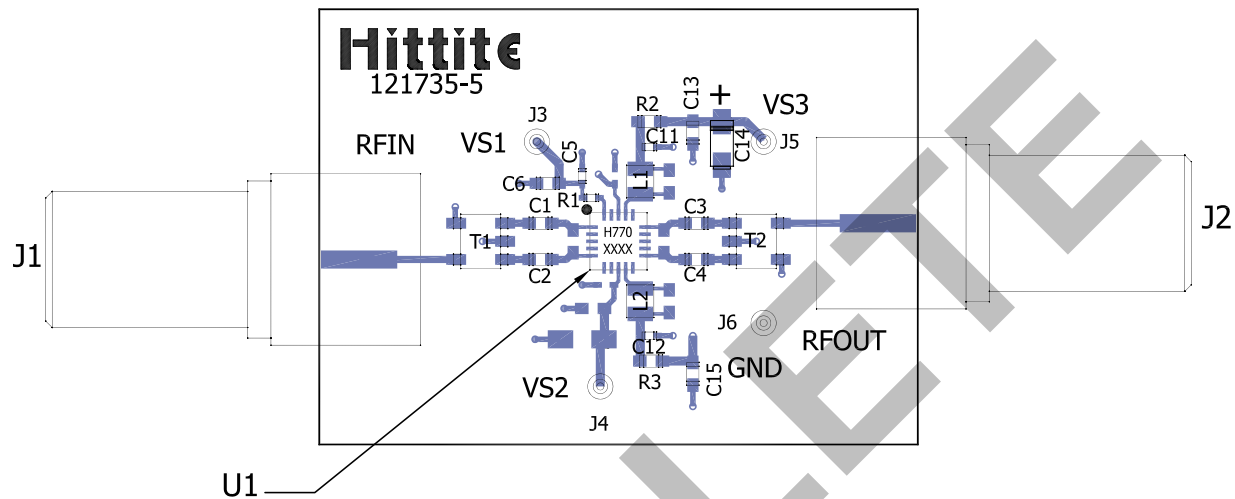 Hittite
121735-5
RFIN
VS1
J3
R2
C13
+
VS3
C11
C14
J5
C5
C6
L1
R1
C1
C3
J1
T1
H770
XXXX
T2
J2
C2
C4
L2
J6
RFOUT
C12
GND
R3
C15
VS2
J4
U1
LETE